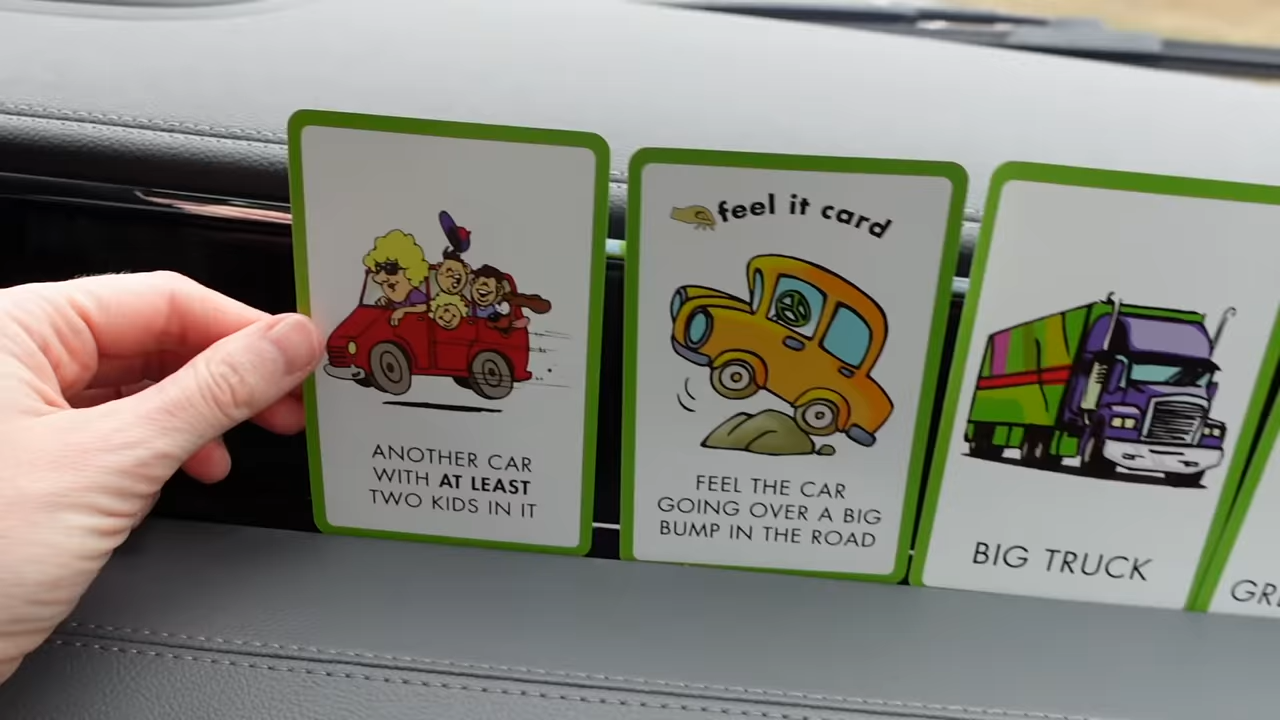 ANOTHER CAR
WITH AT LEAST
TWO KIDS IN IT
feel it card
FEEL THE CAR
GOING OVER A BIG
BUMP IN THE ROAD
BIG TRUCK